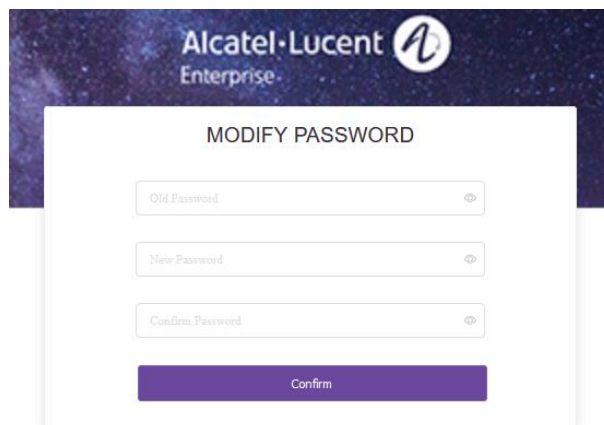 Alcatel·Lucent
Enterprise
MODIFY PASSWORD
Old Password
New Password
Confirm Password
Confirm